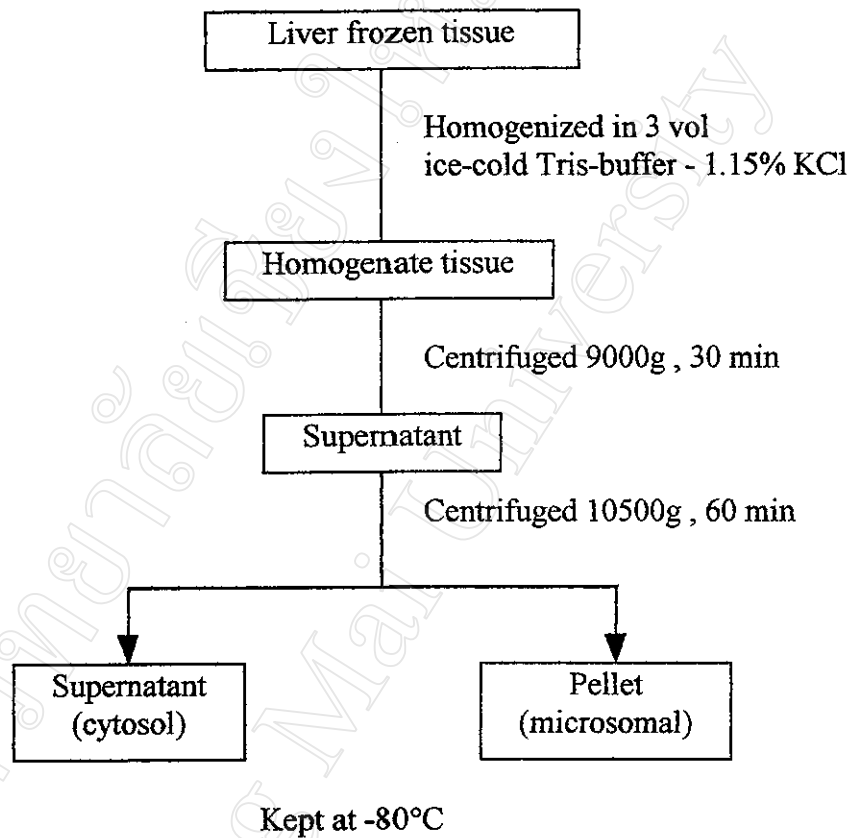 Liver frozen tissue
Homogenized in 3 vol
ice-cold Tris-buffer - 1.15% KCl
Homogenate tissue
Centrifuged 9000g , 30 min
Supernatant
Centrifuged 10500g , 60 min
Supernatant
(cytosol)
Pellet
(microsomal)
Kept at -80°C